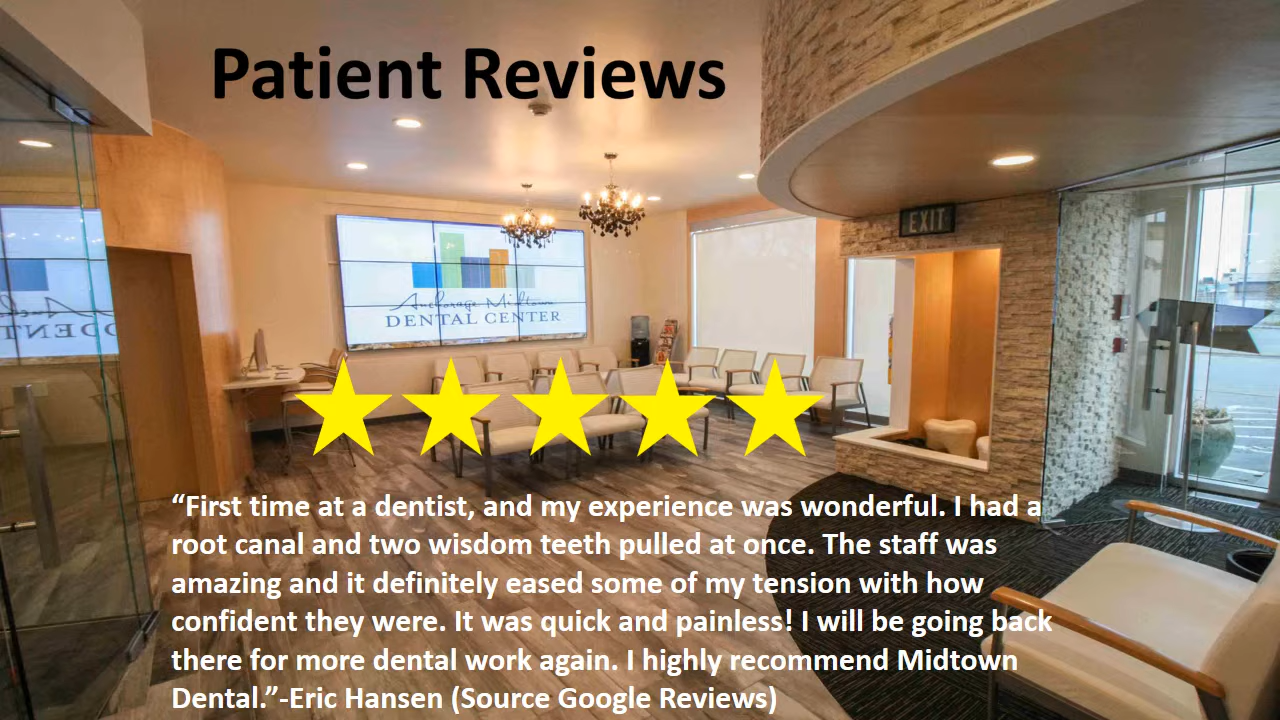 Patient Reviews
EXIT
Anchorage Midtown
DENTAL CENTER
“First time at a dentist, and my experience was wonderful. I had a
root canal and two wisdom teeth pulled at once. The staff was
amazing and it definitely eased some of my tension with how
confident they were. It was quick and painless! I will be going back
there for more dental work again. I highly recommend Midtown
Dental.”-Eric Hansen (Source Google Reviews)